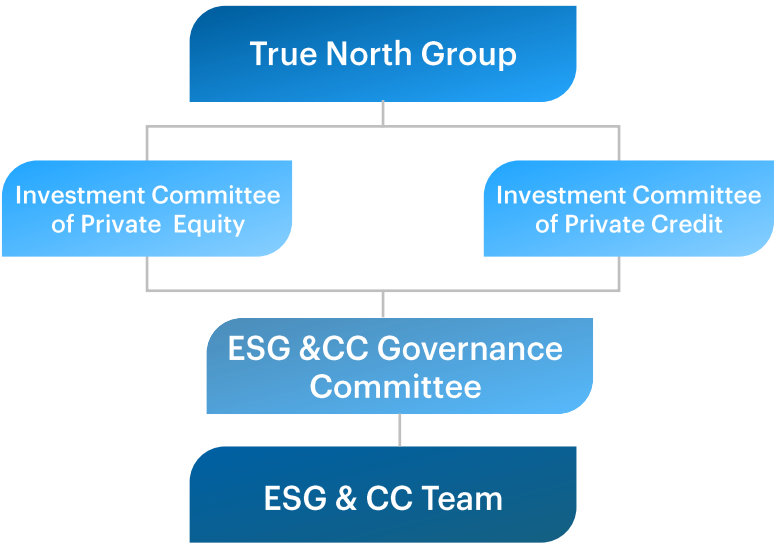 True North Group
Investment Committee
of Private Equity
Investment Committee
of Private Credit
ESG &CC Governance
Committee
ESG & CC Team